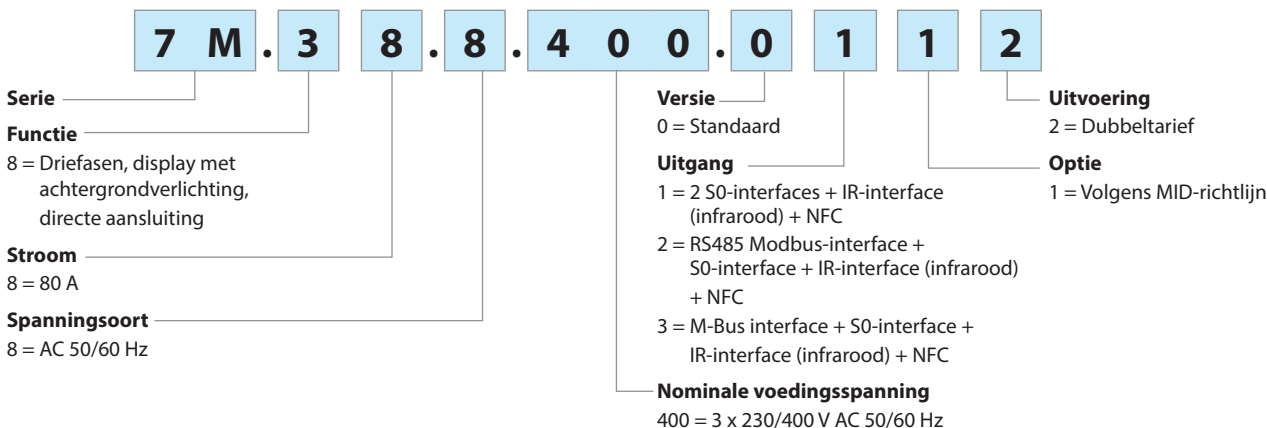 7 M . 3 8 . 8 . 4 0 0 . 0 1 1 2
Serie
Functie
8 = Driefasen, display met
achtergrondverlichting,
directe aansluiting
Stroom
8 = 80 A
Spanningsoort
8 = AC 50/60 Hz
Versie
0 = Standaard
Uitgang
1 = 2 S0-interfaces + IR-interface
(infrarood) + NFC
2 = RS485 Modbus-interface +
S0-interface + IR-interface (infrarood)
+ NFC
3 = M-Bus interface + S0-interface +
IR-interface (infrarood) + NFC
Nominale voedingsspanning
400 = 3 x 230/400 V AC 50/60 Hz
Uitvoering
2 = Dubbeltarief
Optie
1 = Volgens MID-richtlijn